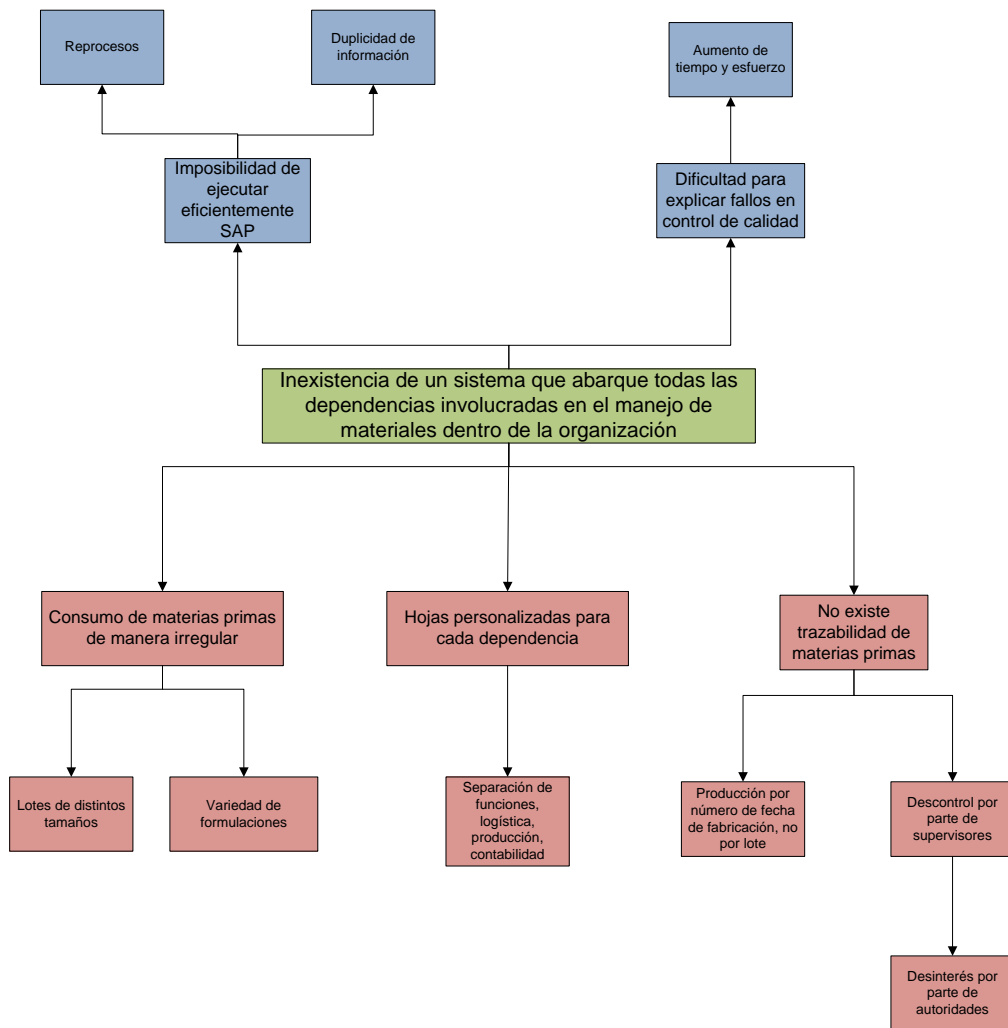 Reprocesos
Duplicidad de
información
Aumento de
tiempo y esfuerzo
Imposibilidad de
ejecutar
eficientemente
SAP
Dificultad para
explicar fallos en
control de calidad
Inexistencia de un sistema que abarque todas las
dependencias involucradas en el manejo de
materiales dentro de la organización
Consumo de materias primas
de manera irregular
Hojas personalizadas para
cada dependencia
No existe
trazabilidad de
materias primas
Lotes de distintos
tamaños
Variedad de
formulaciones
Separación de
funciones,
logística,
producción,
contabilidad
Producción por
número de fecha
de fabricación, no
por lote
Descontrol por
parte de
supervisores
Desinterés por
parte de
autoridades